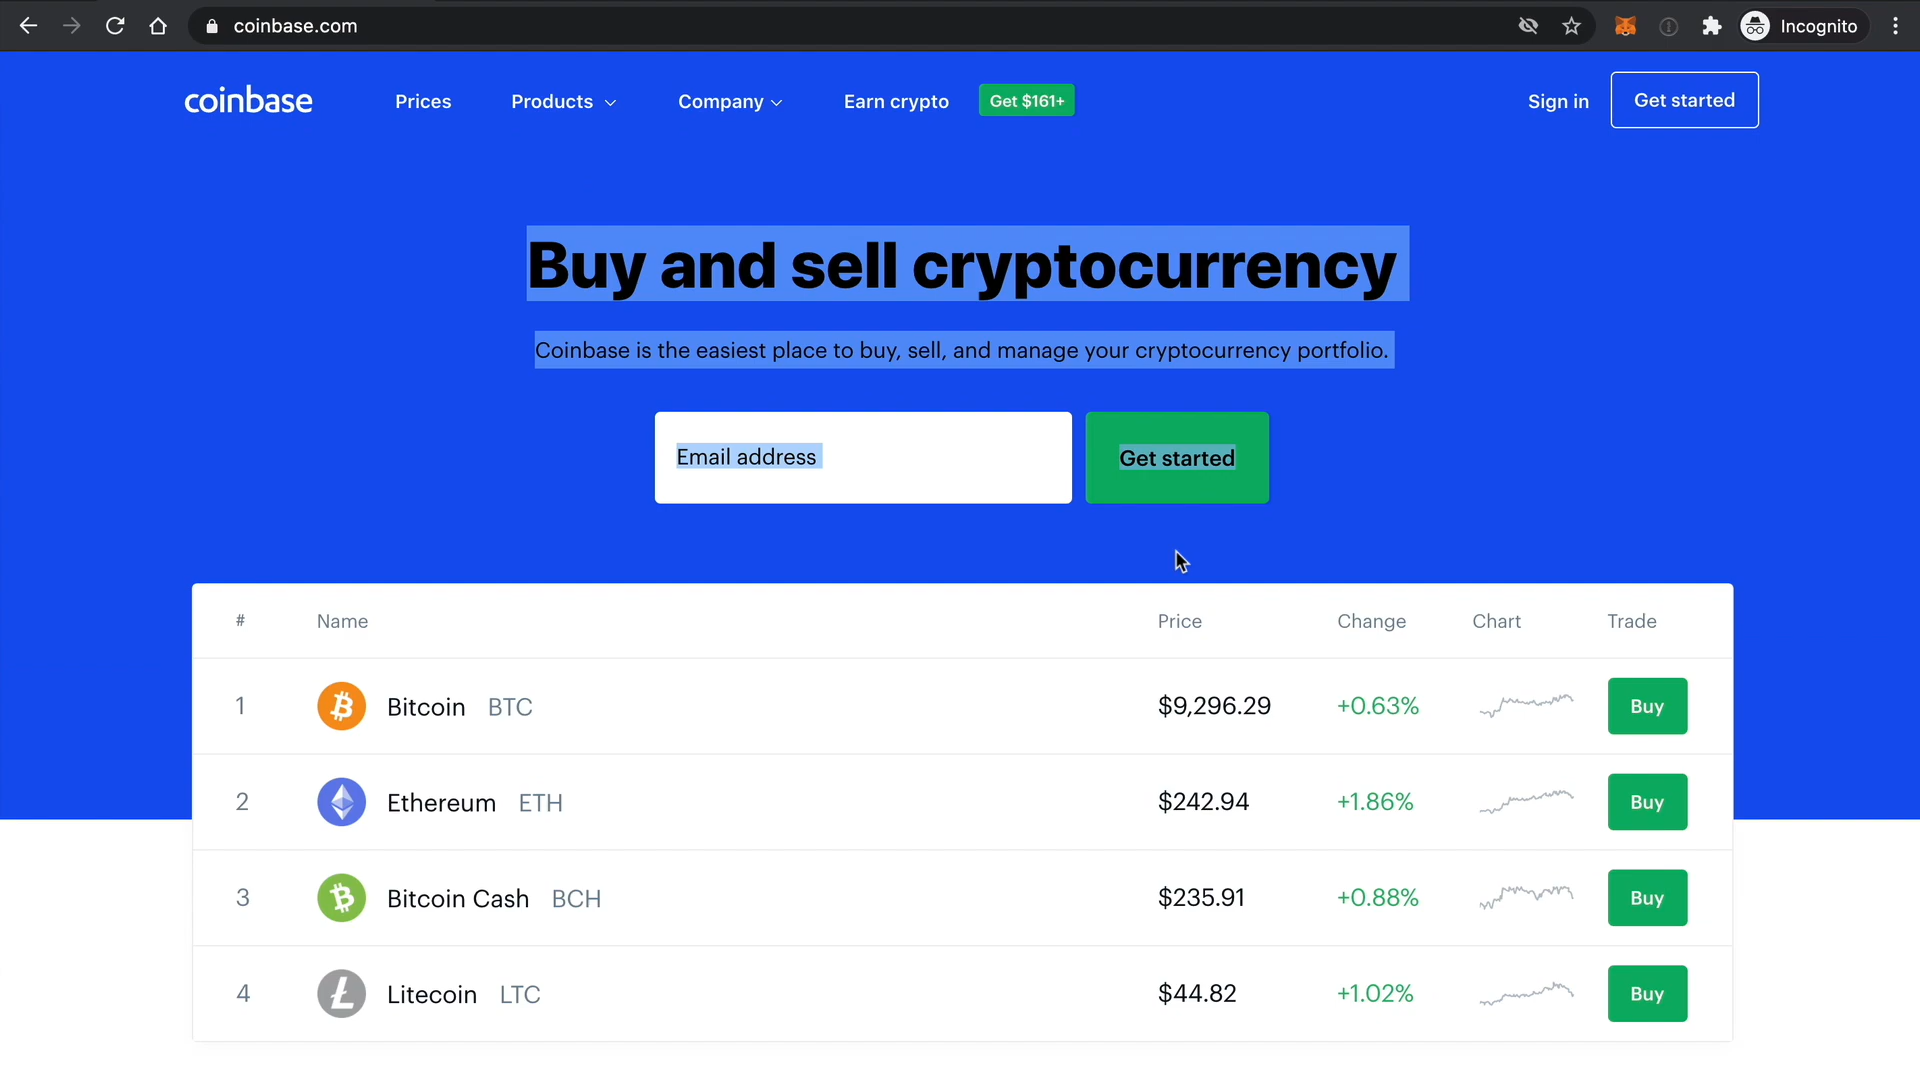 coinbase.com
Incognito
coinbase
Prices
Products
Company
Earn crypto
Get $161+
Sign in
Get started
Buy and sell cryptocurrency
Coinbase is the easiest place to buy, sell, and manage your cryptocurrency portfolio.
Email address
Get started
# Name Price Change Chart Trade
1 Bitcoin BTC $9,296.29 +0.63% Buy
2 Ethereum ETH $242.94 +1.86% Buy
3 Bitcoin Cash BCH $235.91 +0.88% Buy
4 Litecoin LTC $44.82 +1.02% Buy